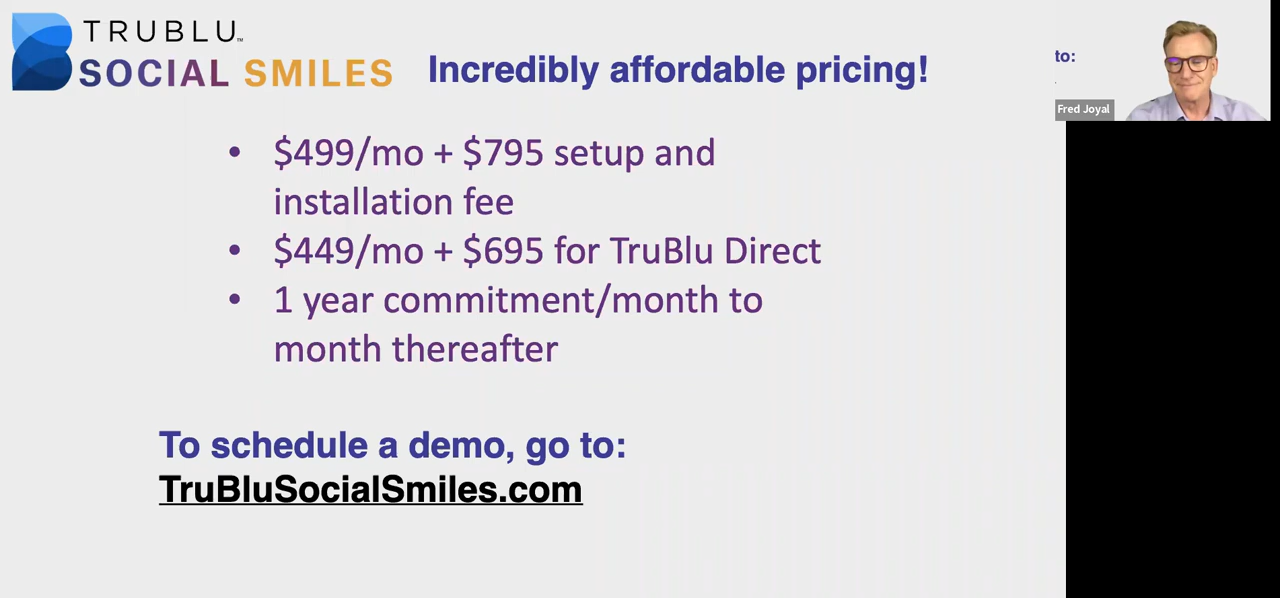 TRUBLU™
SOCIAL SMILES
Incredibly affordable pricing!
to:
Fred Joyal
• $499/mo + $795 setup and
installation fee
• $449/mo + $695 for TruBlu Direct
• 1 year commitment/month to
month thereafter
To schedule a demo, go to:
TruBluSocialSmiles.com